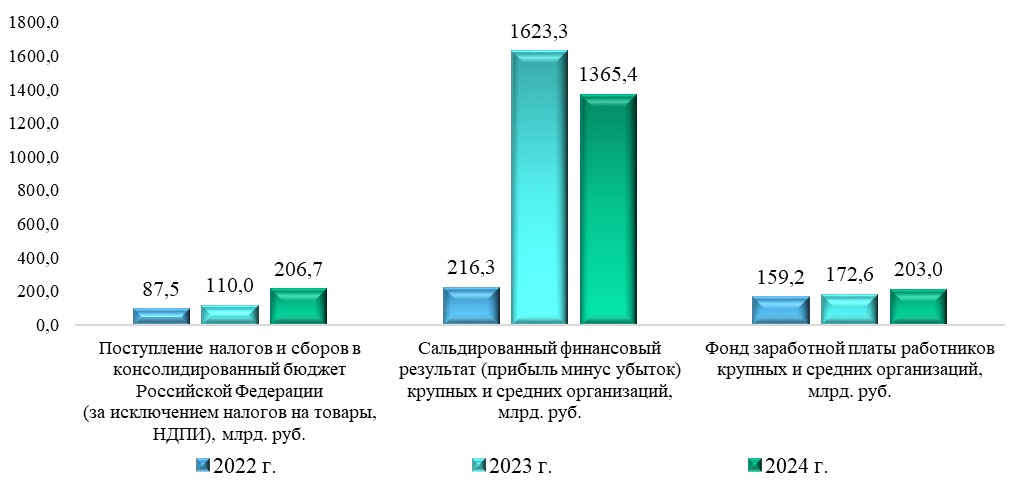 1800,0
1600,0
1400,0
1200,0
1000,0
800,0
600,0
400,0
200,0
0,0
87,5
110,0
206,7
216,3
1623,3
1365,4
159,2
172,6
203,0
Поступление налогов и сборов в
консолидированный бюджет
Российской Федерации
(за исключением налогов на товары,
НДПИ), млрд. руб.
Сальдированный финансовый
результат (прибыль минус убыток)
крупных и средних организаций,
млрд. руб.
Фонд заработной платы работников
крупных и средних организаций,
млрд. руб.
2022 г.
2023 г.
2024 г.